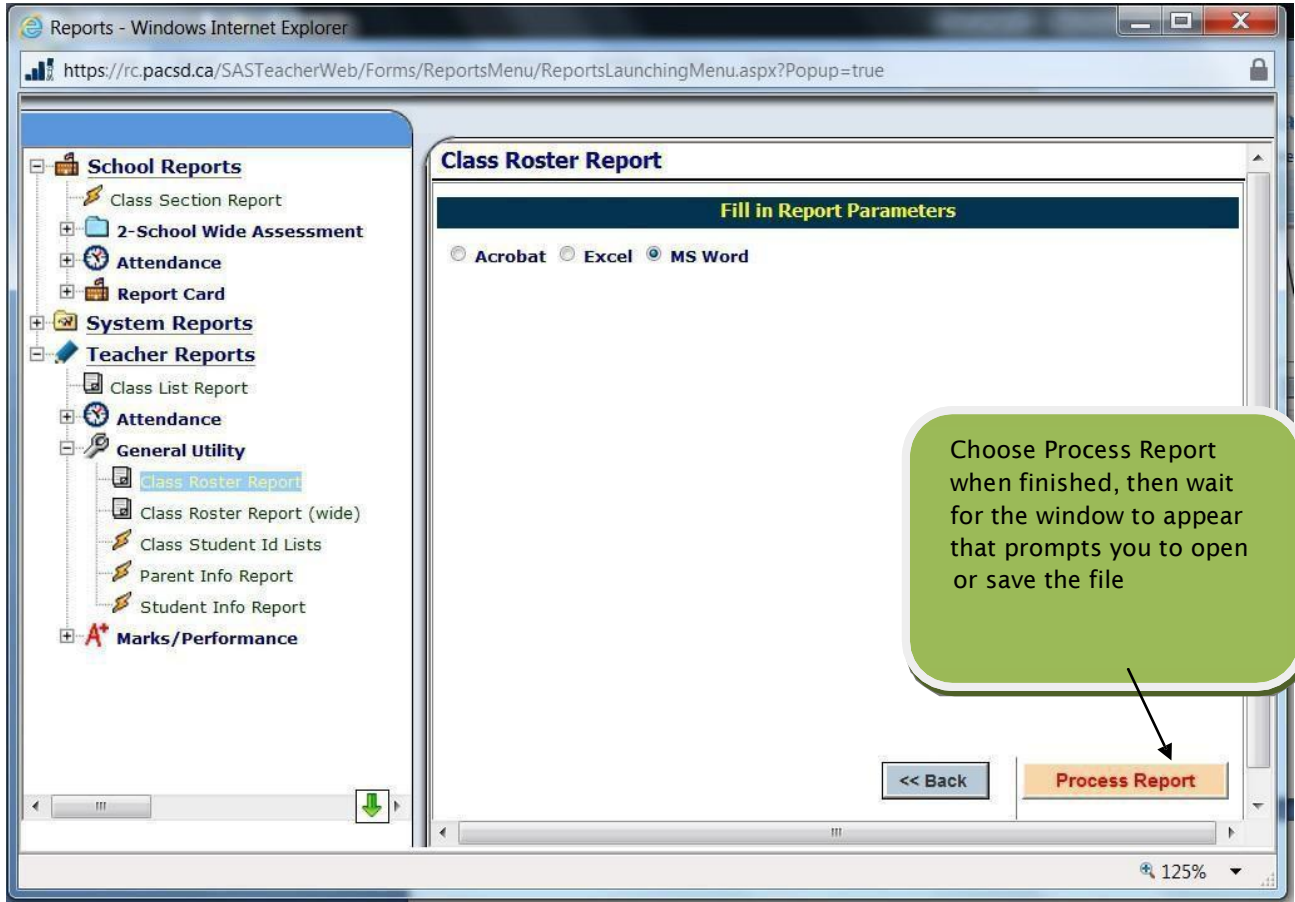 Reports - Windows Internet Explorer
https://rc.pacsd.ca/SASTeacherWeb/Forms/ReportsMenu/ReportsLaunchingMenu.aspx?Popup=true
School Reports
Class Section Report
2-School Wide Assessment
Attendance
Report Card
System Reports
Teacher Reports
Class List Report
Attendance
General Utility
Class Roster Report
Class Roster Report (wide)
Class Student Id Lists
Parent Info Report
Student Info Report
A+ Marks/Performance
Class Roster Report
Fill in Report Parameters
Acrobat Excel MS Word
Choose Process Report
when finished, then wait
for the window to appear
that prompts you to open
or save the file
<< Back Process Report
125%